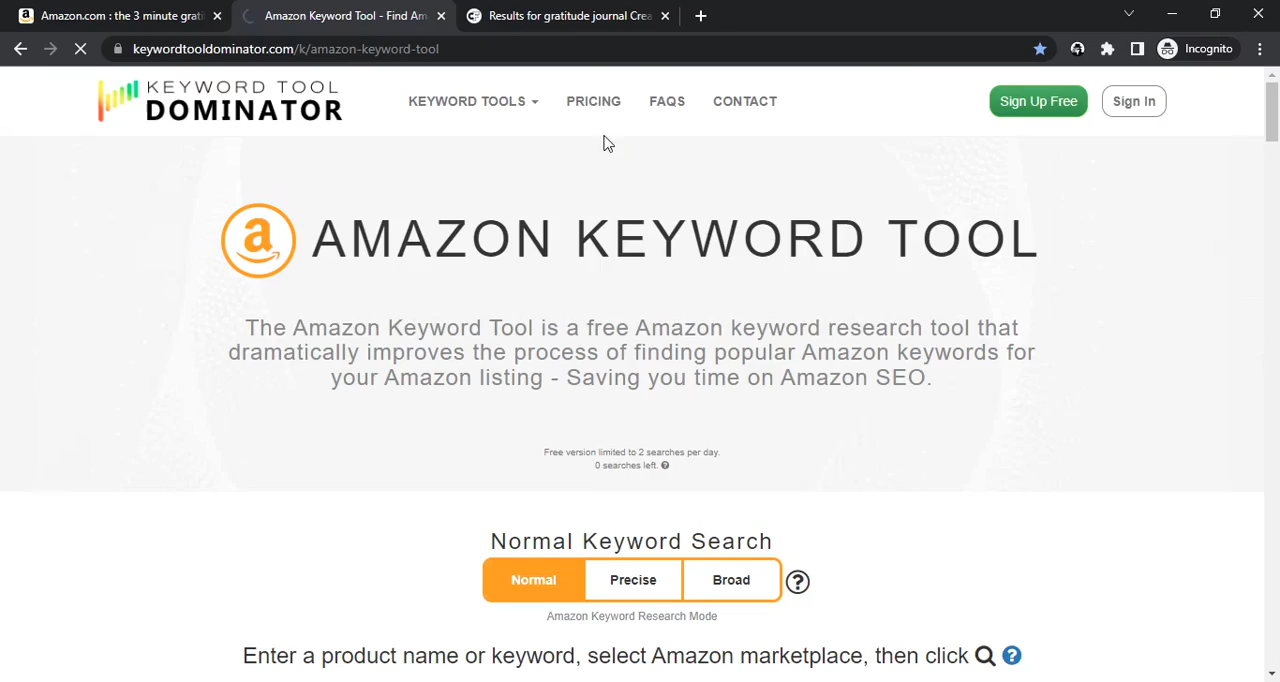 Amazon.com : the 3 minute grati
Amazon Keyword Tool - Find Am
Results for gratitude journal Crea
keywordtooldominator.com/k/amazon-keyword-tool
Incognito
KEYWORD TOOL
DOMINATOR
KEYWORD TOOLS
PRICING
FAQS
CONTACT
Sign Up Free
Sign In
AMAZON KEYWORD TOOL
The Amazon Keyword Tool is a free Amazon keyword research tool that
dramatically improves the process of finding popular Amazon keywords for
your Amazon listing - Saving you time on Amazon SEO.
Free version limited to 2 searches per day.
0 searches left.
Normal Keyword Search
Normal
Precise
Broad
Amazon Keyword Research Mode
Enter a product name or keyword, select Amazon marketplace, then click